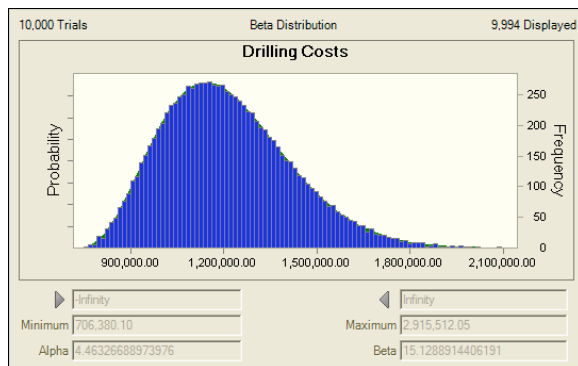 10,000 Trials Beta Distribution 9,994 Displayed
Drilling Costs
Probability
Frequency
250
200
150
100
50
0
900,000.00 1,200,000.00 1,500,000.00 1,800,000.00 2,100,000.00
-Infinity Infinity
Minimum 706,380.10 Maximum 2,915,512.05
Alpha 4.46326688973976 Beta 15.1288914406191